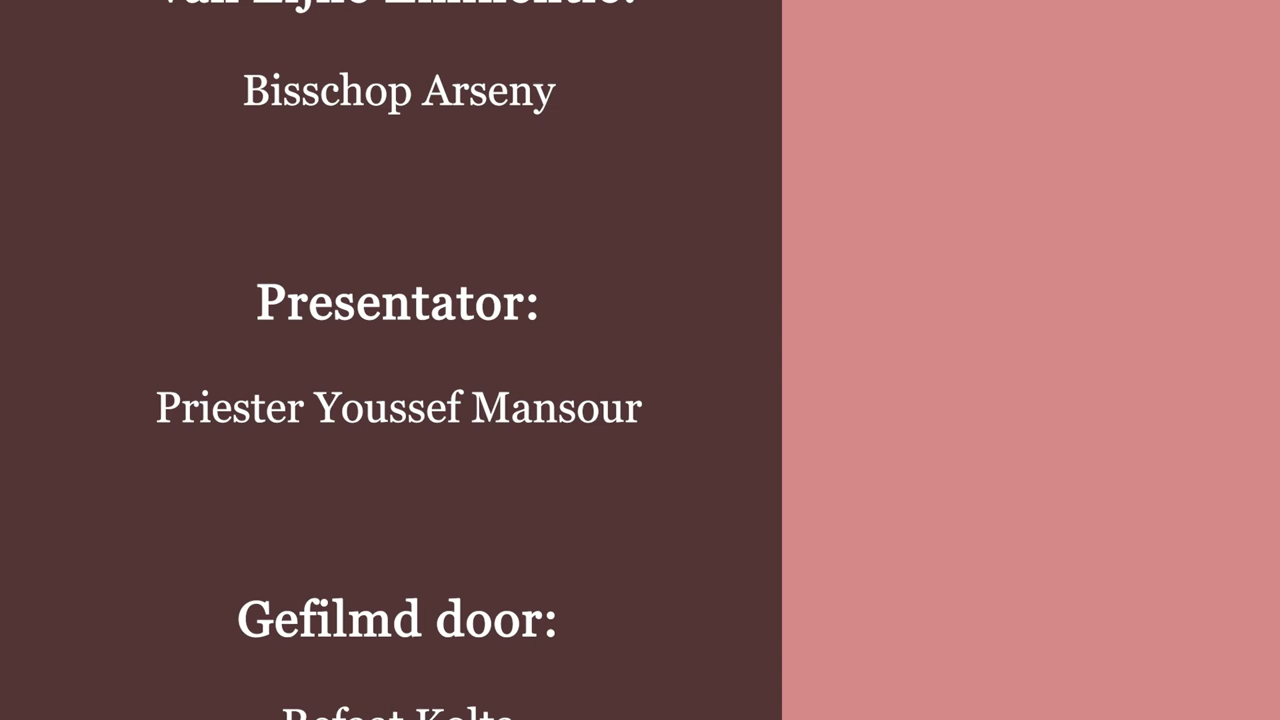 Bisschop Arseny
Presentator:
Priester Youssef Mansour
Gefilmd door: